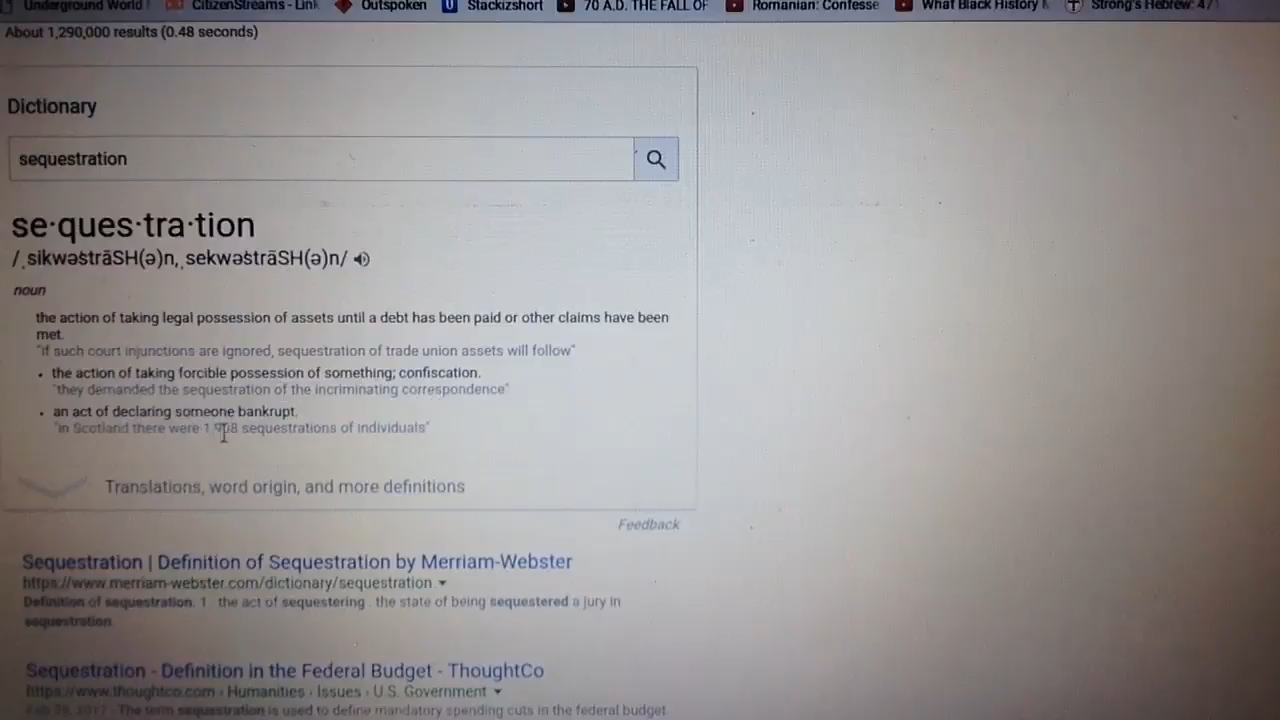 Underground World
CitizenStreams - Link
Outspoken
Stackizshort
70 A.D. THE FALL OF
Romanian: Confesse
What Black History
Strong's Hebrew: 471
About 1,290,000 results (0.48 seconds)
Dictionary
sequestration
se·ques·tra·tion
/ˌsikwəˈstrāSH(ə)n,ˌsekwəˈstrāSH(ə)n/
noun
the action of taking legal possession of assets until a debt has been paid or other claims have been
met.
"if such court injunctions are ignored, sequestration of trade union assets will follow"
• the action of taking forcible possession of something; confiscation.
"they demanded the sequestration of the incriminating correspondence"
• an act of declaring someone bankrupt.
"in Scotland there were 1,908 sequestrations of individuals"
Translations, word origin, and more definitions
Feedback
Sequestration | Definition of Sequestration by Merriam-Webster
https://www.merriam-webster.com/dictionary/sequestration
Definition of sequestration. 1 : the act of sequestering : the state of being sequestered a jury in
sequestration.
Sequestration - Definition in the Federal Budget - ThoughtCo
https://www.thoughtco.com › Humanities › Issues › U.S. Government
2017 - The term sequestration is used to define mandatory spending cuts in the federal budget